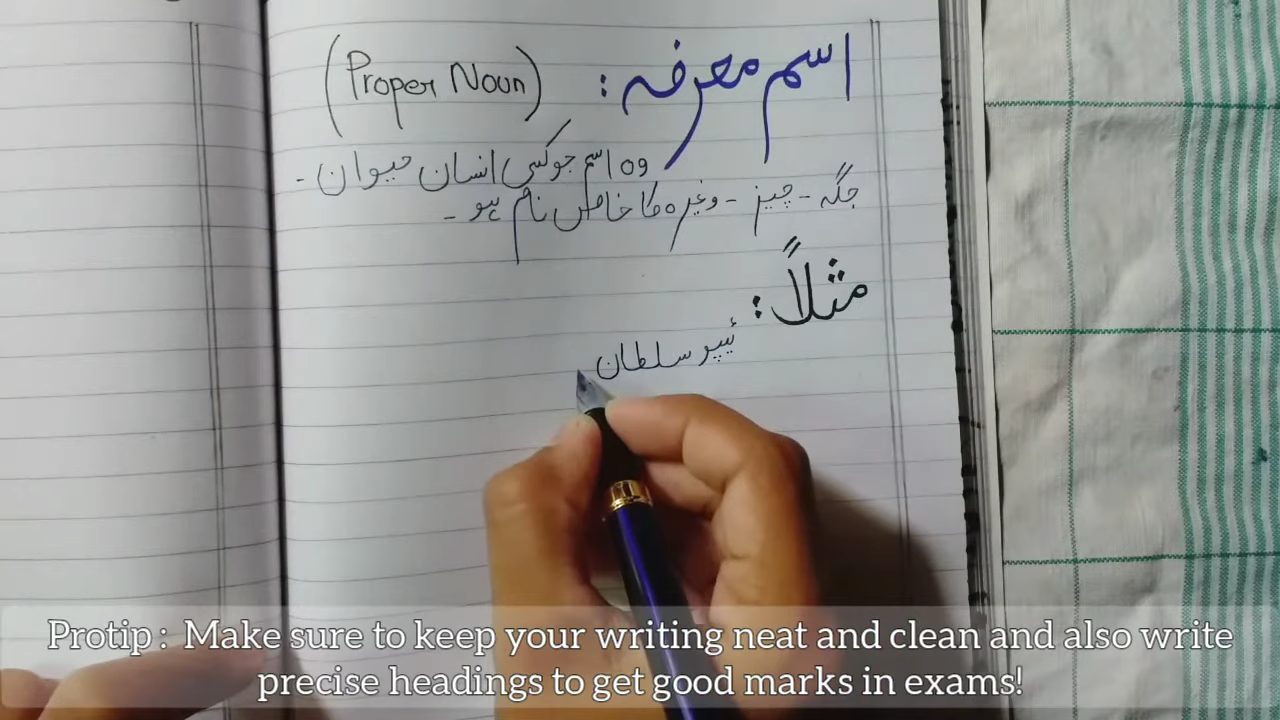 اسم معرفہ : (Proper Noun)
وہ اسم جو کسی انسان حیوان -
جگہ - چیز - وغیرہ کا خاص نام ہو -
مثلاً :
ٹیپو سلطان
Protip : Make sure to keep your writing neat and clean and also write
precise headings to get good marks in exams!